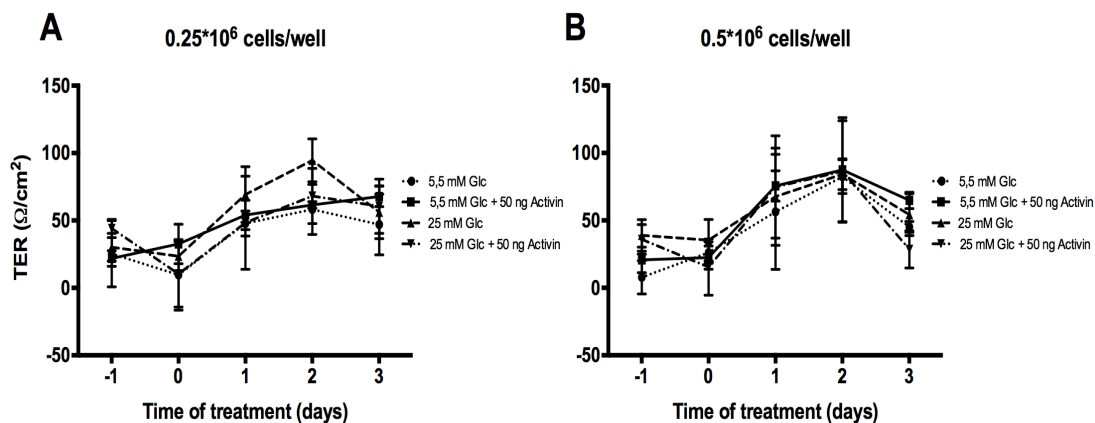 A
0.25*10⁶ cells/well
TER (Ω/cm²)
150
100
50
0
-50
-1 0 1 2 3
Time of treatment (days)
5,5 mM Glc
5,5 mM Glc + 50 ng Activin
25 mM Glc
25 mM Glc + 50 ng Activin
B
0.5*10⁶ cells/well
150
100
50
0
-50
-1 0 1 2 3
Time of treatment (days)
5,5 mM Glc
5,5 mM Glc + 50 ng Activin
25 mM Glc
25 mM Glc + 50 ng Activin